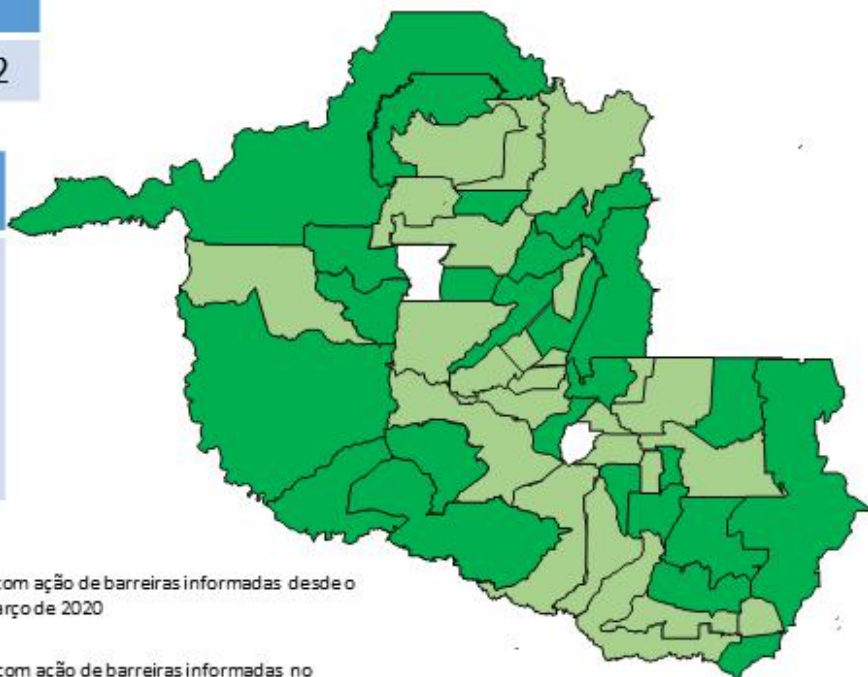 2
com ação de barreiras informadas desde o
arço de 2020
com ação de barreiras informadas no